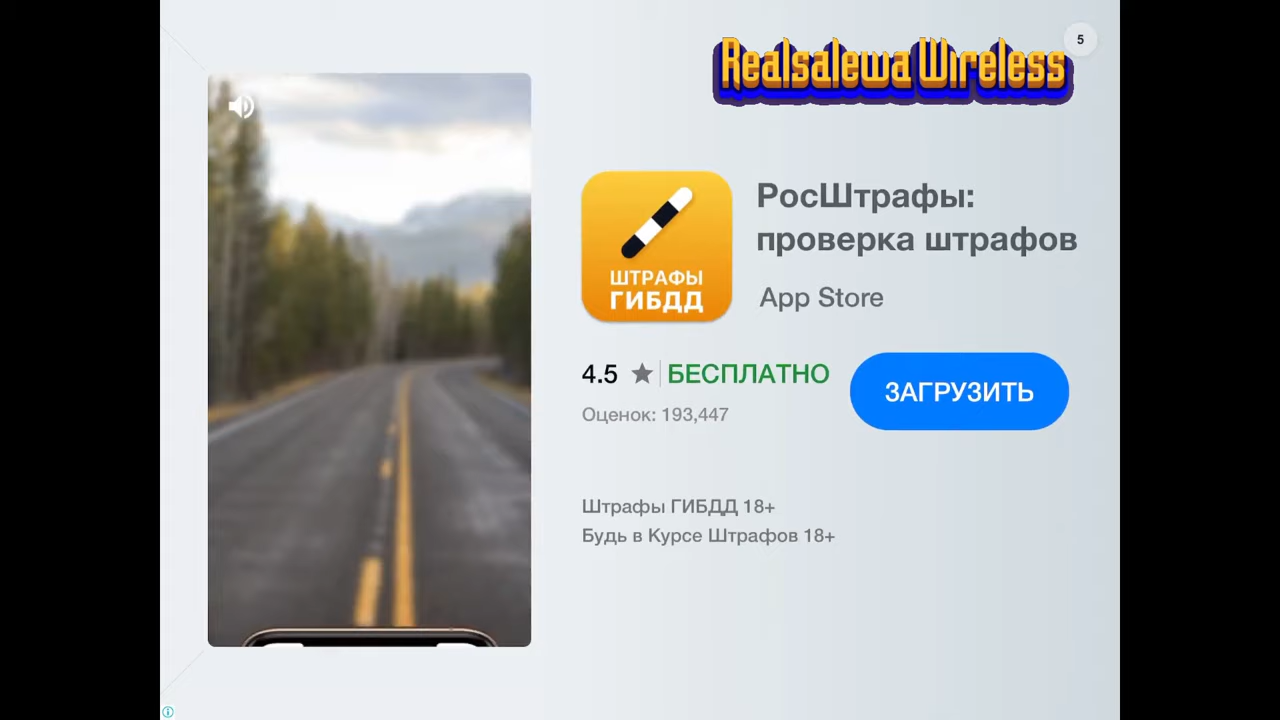 Realsalewa Wireless
5
ШТРАФЫ
ГИБДД
РосШтрафы:
проверка штрафов
App Store
4.5
БЕСПЛАТНО
Оценок: 193,447
ЗАГРУЗИТЬ
Штрафы ГИБДД 18+
Будь в Курсе Штрафов 18+